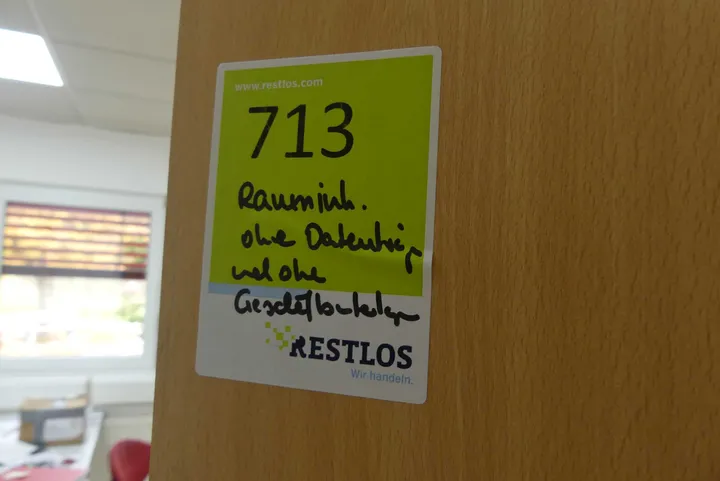 www.restlos.com
713
Rauminh.
ohne Datenträger
und ohne
Geschäftsunterlagen
RESTLOS
Wir handeln.